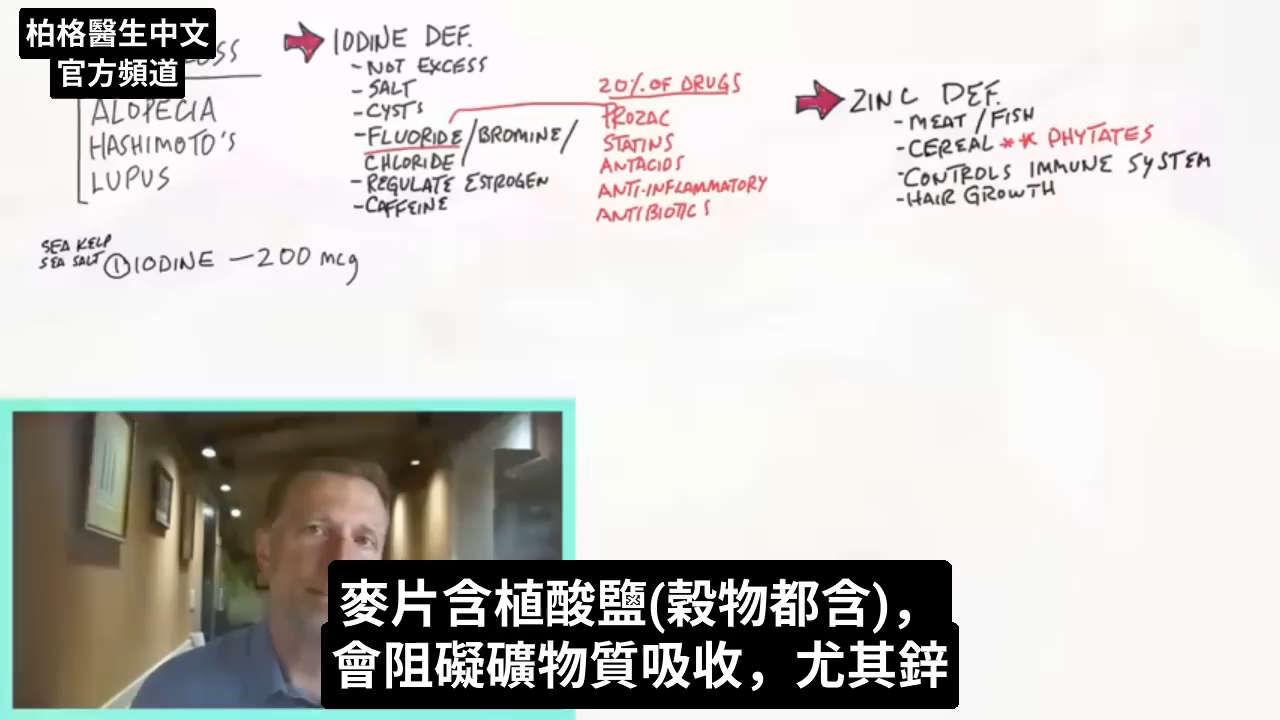 柏格醫生中文
官方頻道
SS
ALOPECIA
HASHIMOTO'S
LUPUS
IODINE DEF.
- NOT EXCESS
- SALT
- CYSTS
- FLUORIDE/BROMINE/
CHLORIDE
- REGULATE ESTROGEN
- CAFFEINE
20% OF DRUGS
PROZAC
STATINS
ANTACIDS
ANTI-INFLAMMATORY
ANTIBIOTICS
ZINC DEF.
- MEAT/FISH
- CEREAL ** PHYTATES
- CONTROLS IMMUNE SYSTEM
- HAIR GROWTH
SEA KELP
SEA SALT ① IODINE — 200 mcg
麥片含植酸鹽(穀物都含)，
會阻礙礦物質吸收，尤其鋅